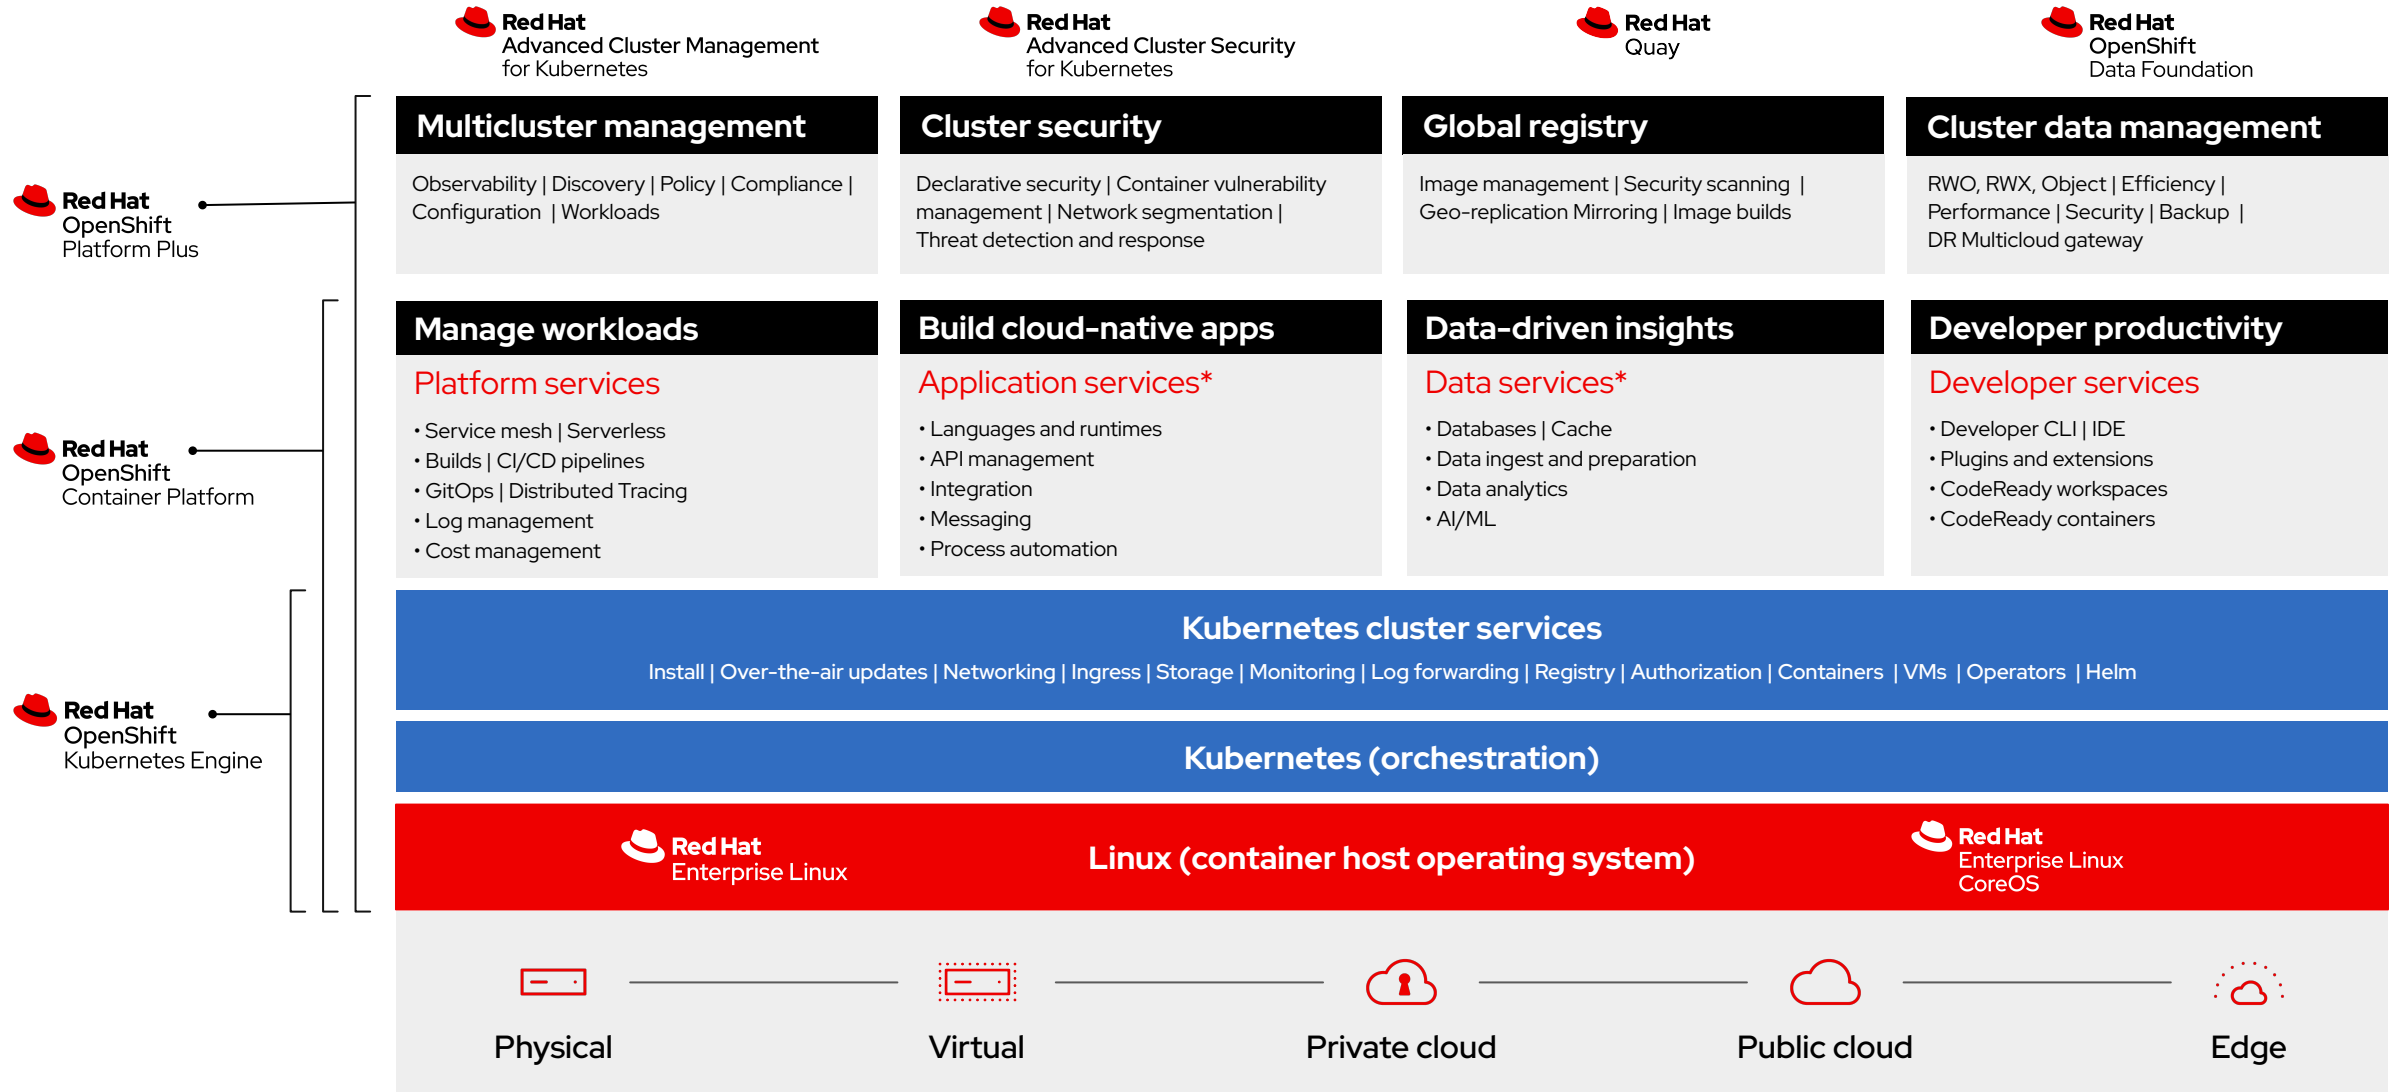 Red Hat
Advanced Cluster Management
for Kubernetes
Red Hat
Advanced Cluster Security
for Kubernetes
Red Hat
Quay
Red Hat
OpenShift
Data Foundation
Red Hat
OpenShift
Platform Plus
Multicluster management
Observability | Discovery | Policy | Compliance |
Configuration | Workloads
Cluster security
Declarative security | Container vulnerability
management | Network segmentation |
Threat detection and response
Global registry
Image management | Security scanning |
Geo-replication Mirroring | Image builds
Cluster data management
RWO, RWX, Object | Efficiency |
Performance | Security | Backup |
DR Multicloud gateway
Red Hat
OpenShift
Container Platform
Manage workloads
Platform services
• Service mesh | Serverless
• Builds | CI/CD pipelines
• GitOps | Distributed Tracing
• Log management
• Cost management
Build cloud-native apps
Application services*
• Languages and runtimes
• API management
• Integration
• Messaging
• Process automation
Data-driven insights
Data services*
• Databases | Cache
• Data ingest and preparation
• Data analytics
• AI/ML
Developer productivity
Developer services
• Developer CLI | IDE
• Plugins and extensions
• CodeReady workspaces
• CodeReady containers
Red Hat
OpenShift
Kubernetes Engine
Kubernetes cluster services
Install | Over-the-air updates | Networking | Ingress | Storage | Monitoring | Log forwarding | Registry | Authorization | Containers | VMs | Operators | Helm
Kubernetes (orchestration)
Red Hat
Enterprise Linux
Linux (container host operating system)
Red Hat
Enterprise Linux
CoreOS
Physical
Virtual
Private cloud
Public cloud
Edge